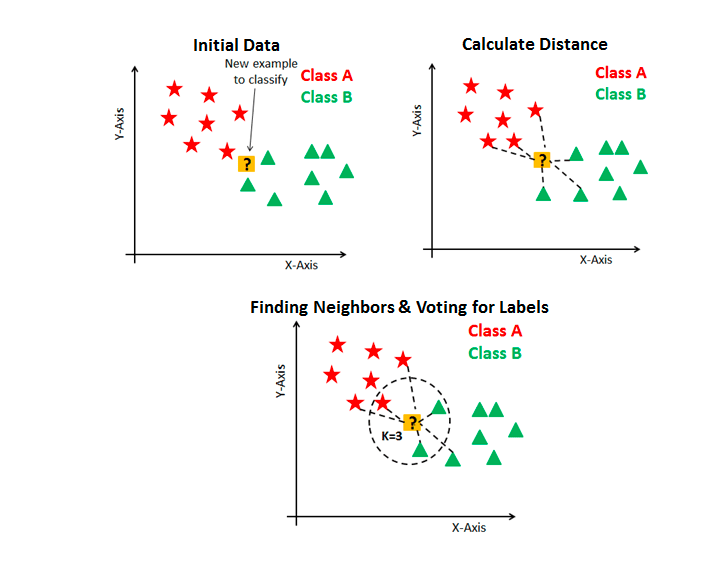 Initial Data
New example
to classify
Class A
Class B
?
Y-Axis
X-Axis
Calculate Distance
Class A
Class B
?
Y-Axis
X-Axis
Finding Neighbors & Voting for Labels
Class A
Class B
?
K=3
Y-Axis
X-Axis